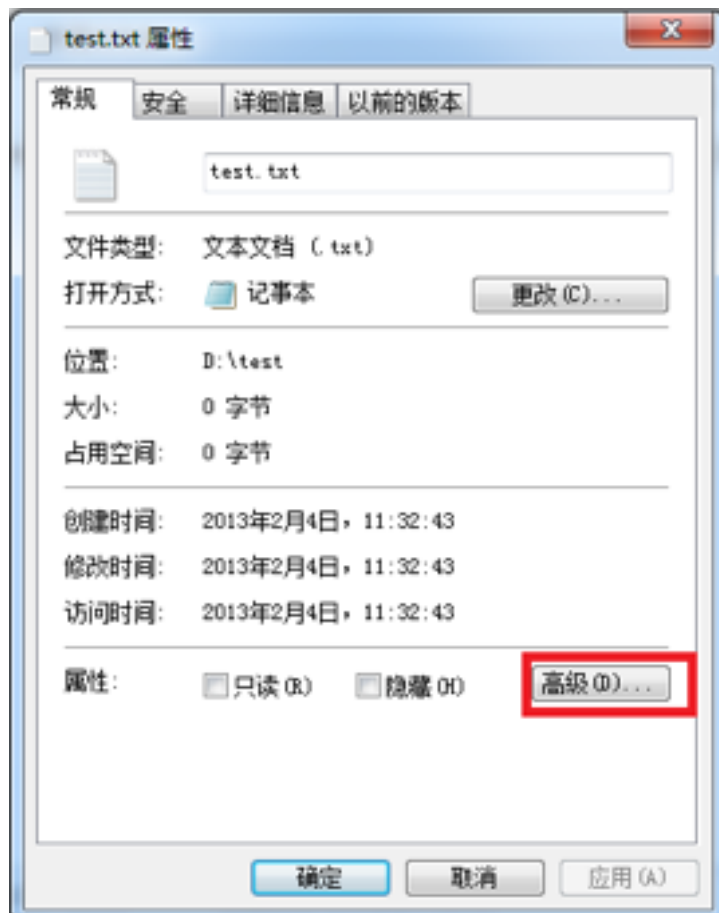 test.txt 属性
常规 安全 详细信息 以前的版本
test.txt
文件类型: 文本文档 (.txt)
打开方式: 记事本 更改(C)...
位置: D:\test
大小: 0 字节
占用空间: 0 字节
创建时间: 2013年2月4日，11:32:43
修改时间: 2013年2月4日，11:32:43
访问时间: 2013年2月4日，11:32:43
属性: 只读(R) 隐藏(H) 高级(D)...
确定 取消 应用(A)